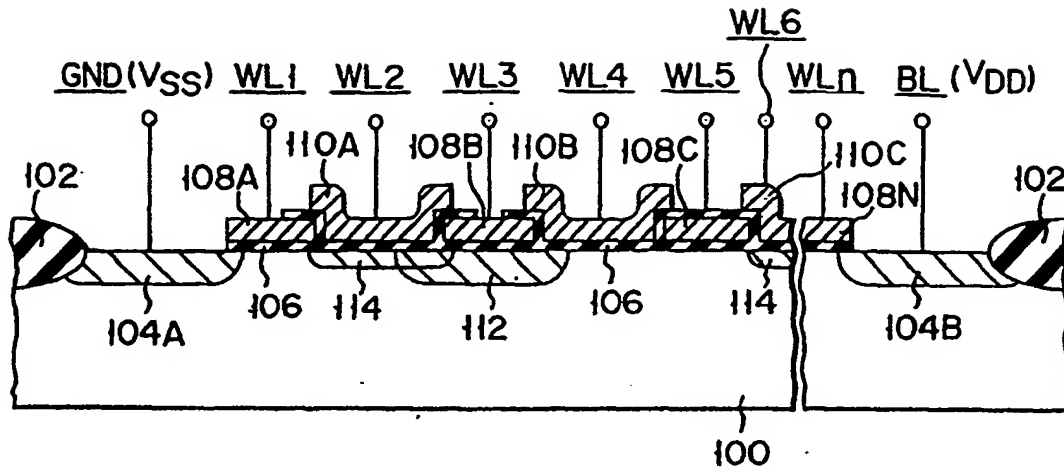 WL6
GND(VSS) WL1 WL2 WL3 WL4 WL5 WLn BL (VDD)
110A 108B 110B 108C 110C
102 108A 108N 102
104A 106 114 112 106 114 104B
100